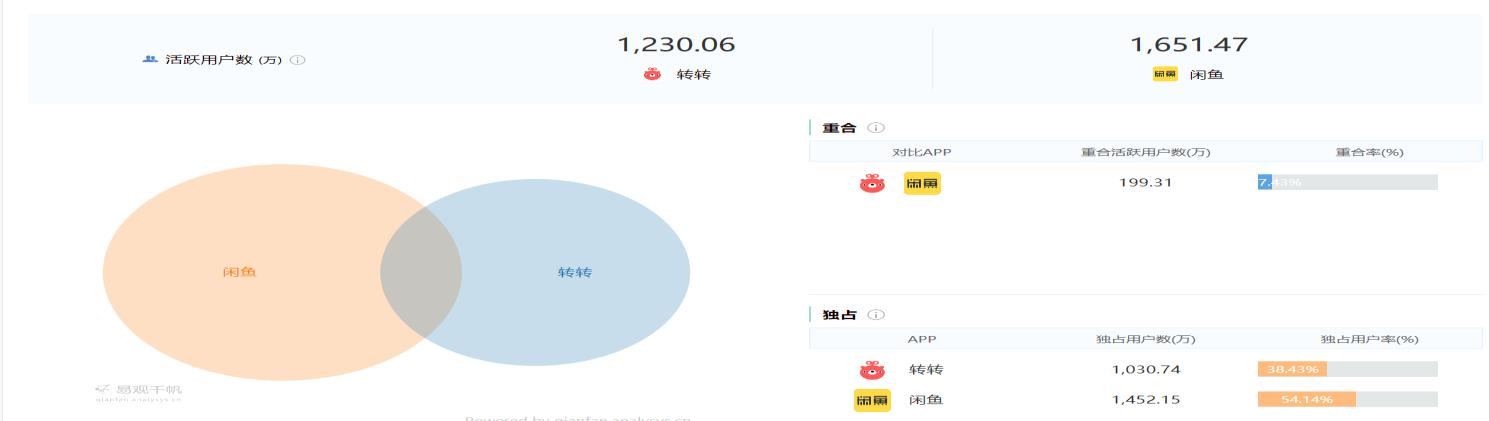 活跃用户数 (万)
1,230.06
转转
1,651.47
闲鱼
闲鱼
转转
易观千帆
qianfan.analysys.cn
Powered by qianfan.analysys.cn
重合
对比APP 重合活跃用户数(万) 重合率(%)
闲鱼 199.31 7.43%
独占
APP 独占用户数(万) 独占用户率(%)
转转 1,030.74 38.43%
闲鱼 闲鱼 1,452.15 54.14%